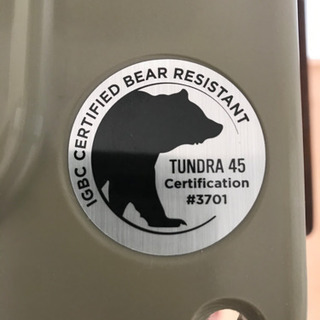 IGBC CERTIFIED BEAR RESISTANT
TUNDRA 45
Certification
#3701